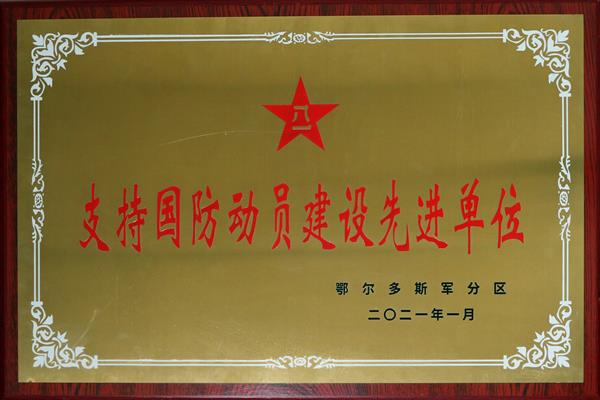 八一
支持国防动员建设先进单位
鄂尔多斯军分区
二〇二一年一月